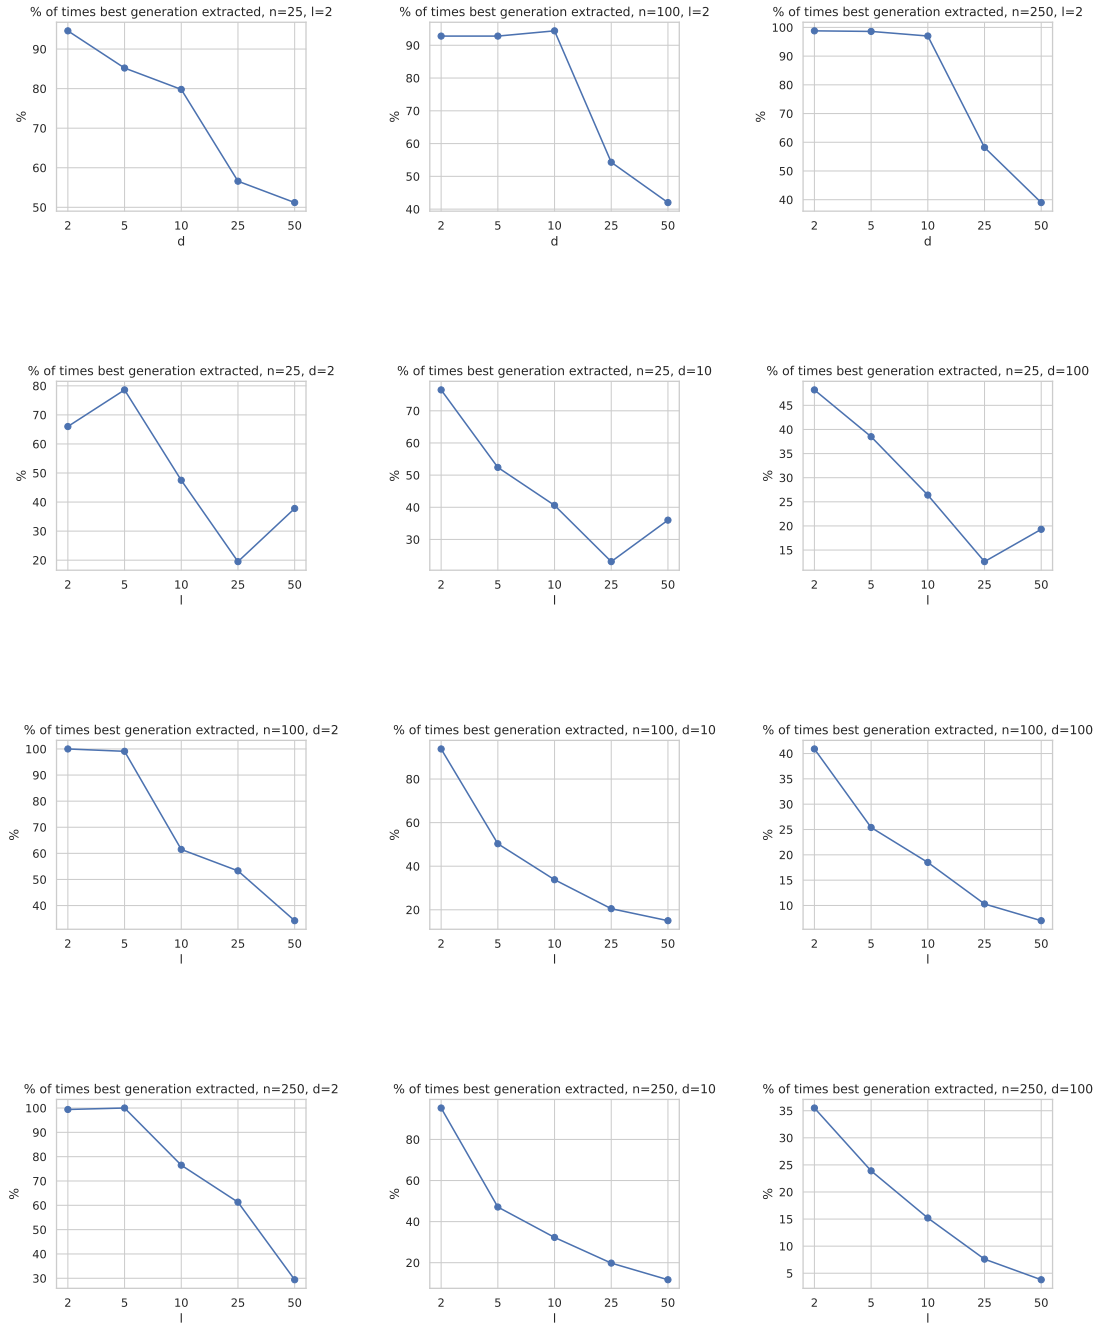 % of times best generation extracted, n=25, l=2
90
80
70
60
50
%
2 5 10 25 50
d
% of times best generation extracted, n=100, l=2
90
80
70
60
50
40
%
2 5 10 25 50
d
% of times best generation extracted, n=250, l=2
100
90
80
70
60
50
40
%
2 5 10 25 50
d
% of times best generation extracted, n=25, d=2
80
70
60
50
40
30
20
%
2 5 10 25 50
l
% of times best generation extracted, n=25, d=10
70
60
50
40
30
%
2 5 10 25 50
l
% of times best generation extracted, n=25, d=100
45
40
35
30
25
20
15
%
2 5 10 25 50
l
% of times best generation extracted, n=100, d=2
100
90
80
70
60
50
40
%
2 5 10 25 50
l
% of times best generation extracted, n=100, d=10
80
60
40
20
%
2 5 10 25 50
l
% of times best generation extracted, n=100, d=100
40
35
30
25
20
15
10
%
2 5 10 25 50
l
% of times best generation extracted, n=250, d=2
100
90
80
70
60
50
40
30
%
2 5 10 25 50
l
% of times best generation extracted, n=250, d=10
80
60
40
20
%
2 5 10 25 50
l
% of times best generation extracted, n=250, d=100
35
30
25
20
15
10
5
%
2 5 10 25 50
l